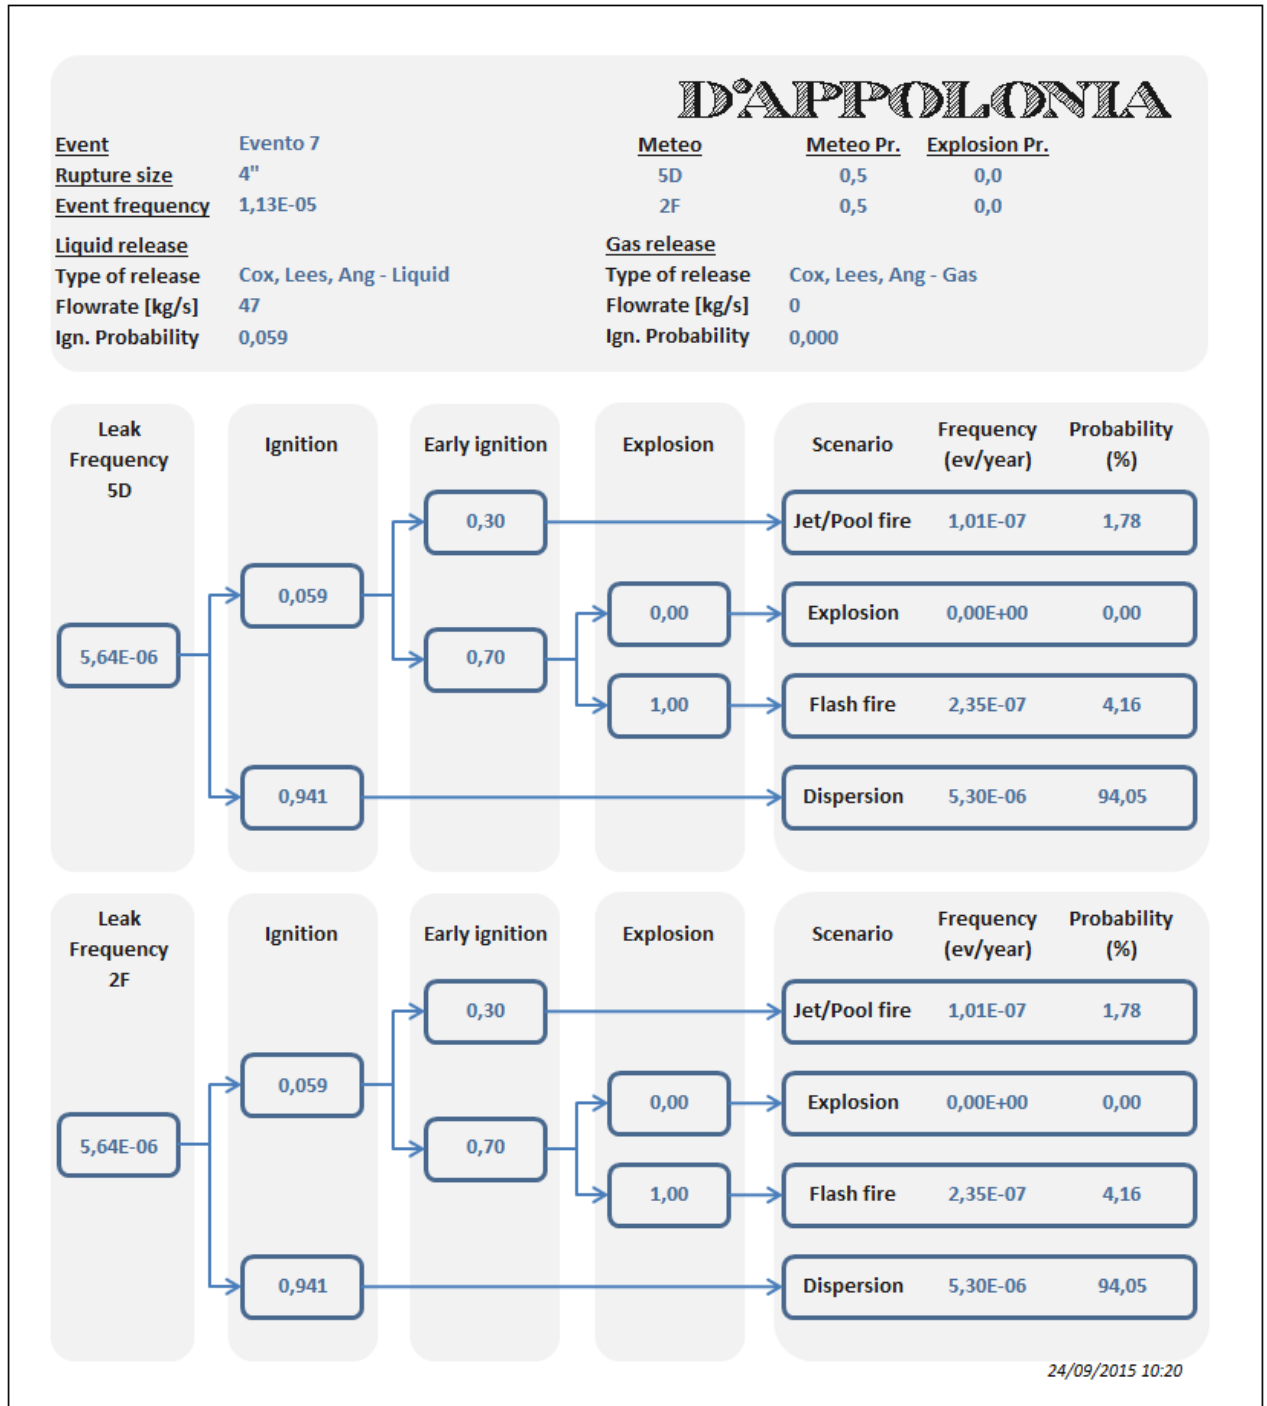 D'APPOLONIA
Event Evento 7 Meteo Meteo Pr. Explosion Pr.
Rupture size 4" 5D 0,5 0,0
Event frequency 1,13E-05 2F 0,5 0,0
Liquid release Gas release
Type of release Cox, Lees, Ang - Liquid Type of release Cox, Lees, Ang - Gas
Flowrate [kg/s] 47 Flowrate [kg/s] 0
Ign. Probability 0,059 Ign. Probability 0,000
Leak Frequency Probability
Ignition Early ignition Explosion Scenario
Frequency (ev/year) (%)
5D
0,30 Jet/Pool fire 1,01E-07 1,78
0,059 0,00 Explosion 0,00E+00 0,00
5,64E-06 0,70
1,00 Flash fire 2,35E-07 4,16
0,941 Dispersion 5,30E-06 94,05
Leak Frequency Probability
Ignition Early ignition Explosion Scenario
Frequency (ev/year) (%)
2F
0,30 Jet/Pool fire 1,01E-07 1,78
0,059 0,00 Explosion 0,00E+00 0,00
5,64E-06 0,70
1,00 Flash fire 2,35E-07 4,16
0,941 Dispersion 5,30E-06 94,05
24/09/2015 10:20